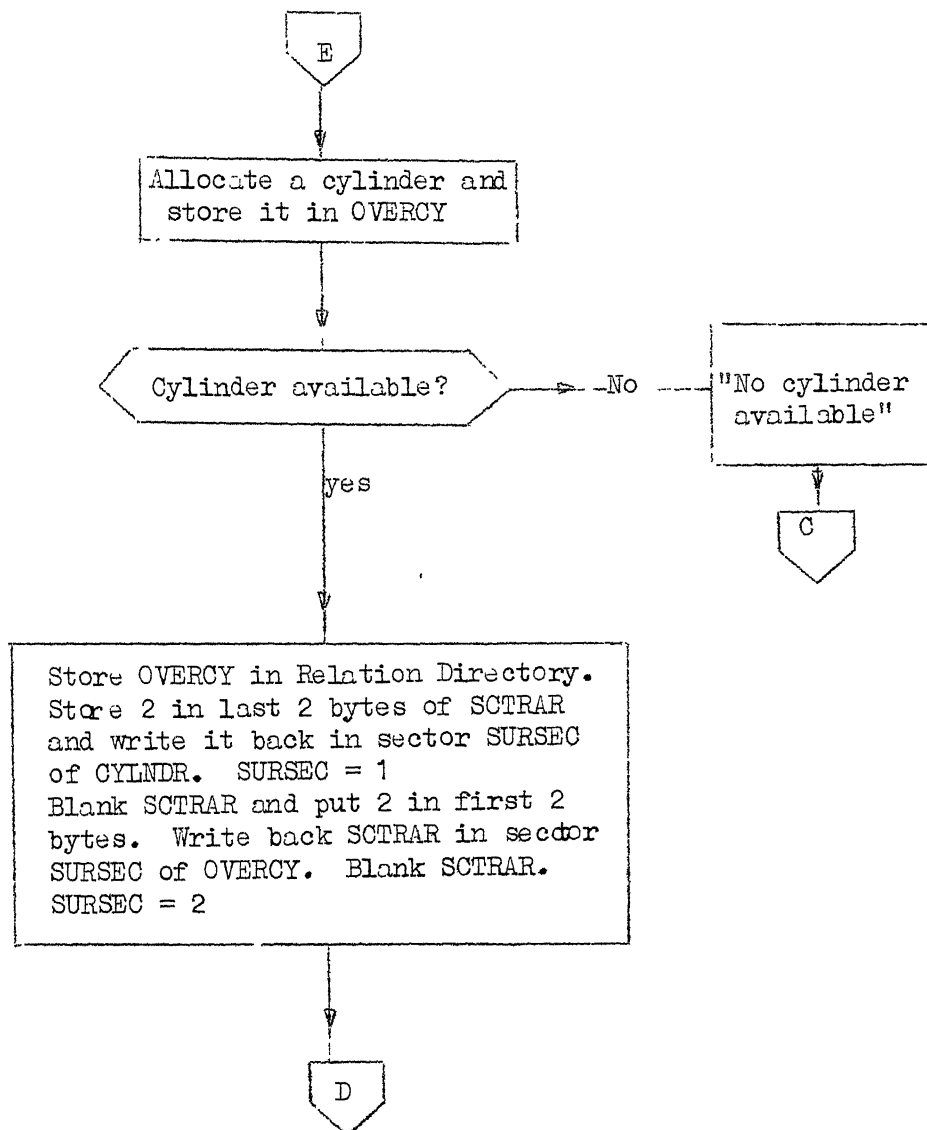 E
Allocate a cylinder and
store it in OVERCY
Cylinder available?
No
"No cylinder
available"
C
yes
Store OVERCY in Relation Directory.
Store 2 in last 2 bytes of SCTRAR
and write it back in sector SURSEC
of CYLNDR. SURSEC = 1
Blank SCTRAR and put 2 in first 2
bytes. Write back SCTRAR in sector
SURSEC of OVERCY. Blank SCTRAR.
SURSEC = 2
D